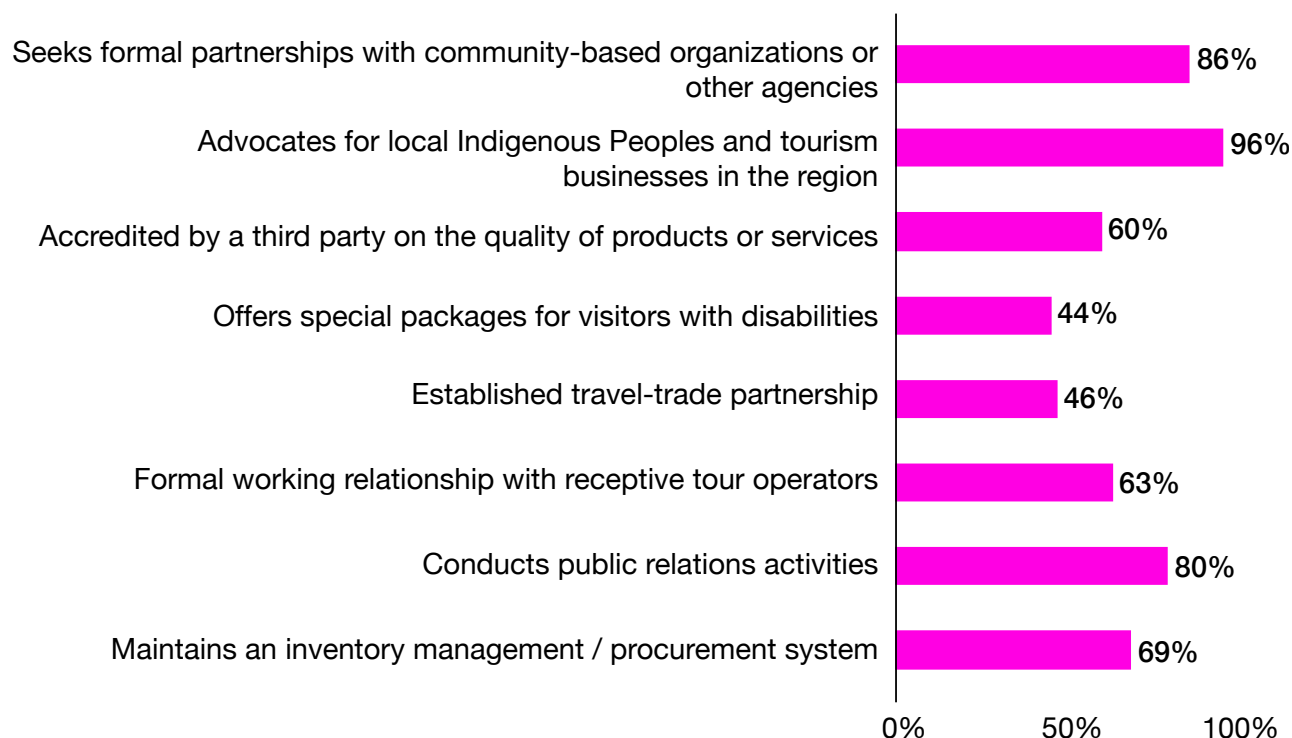 Seeks formal partnerships with community-based organizations or
other agencies
86%
Advocates for local Indigenous Peoples and tourism
businesses in the region
96%
Accredited by a third party on the quality of products or services
60%
Offers special packages for visitors with disabilities
44%
Established travel-trade partnership
46%
Formal working relationship with receptive tour operators
63%
Conducts public relations activities
80%
Maintains an inventory management / procurement system
69%
0% 50% 100%